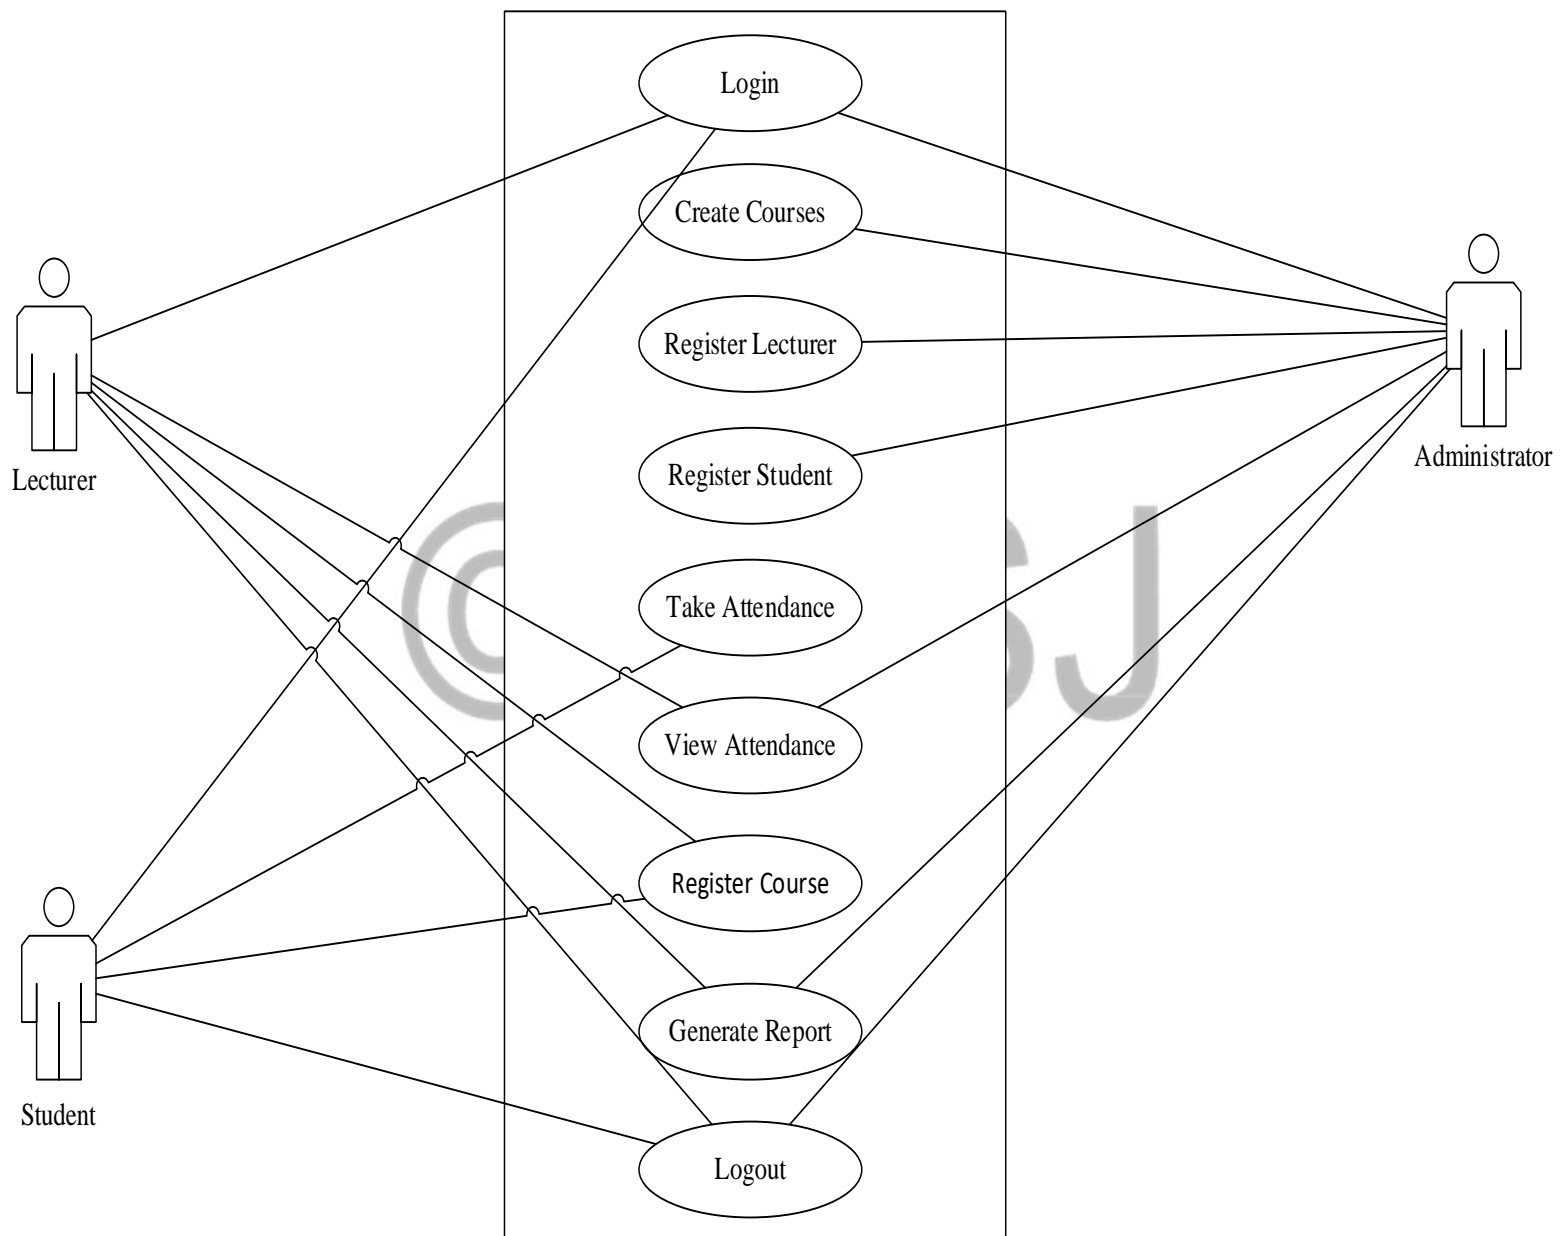 Login
Create Courses
Register Lecturer
Lecturer
Administrator
Register Student
©
SJ
Take Attendance
View Attendance
Register Course
Generate Report
Student
Logout